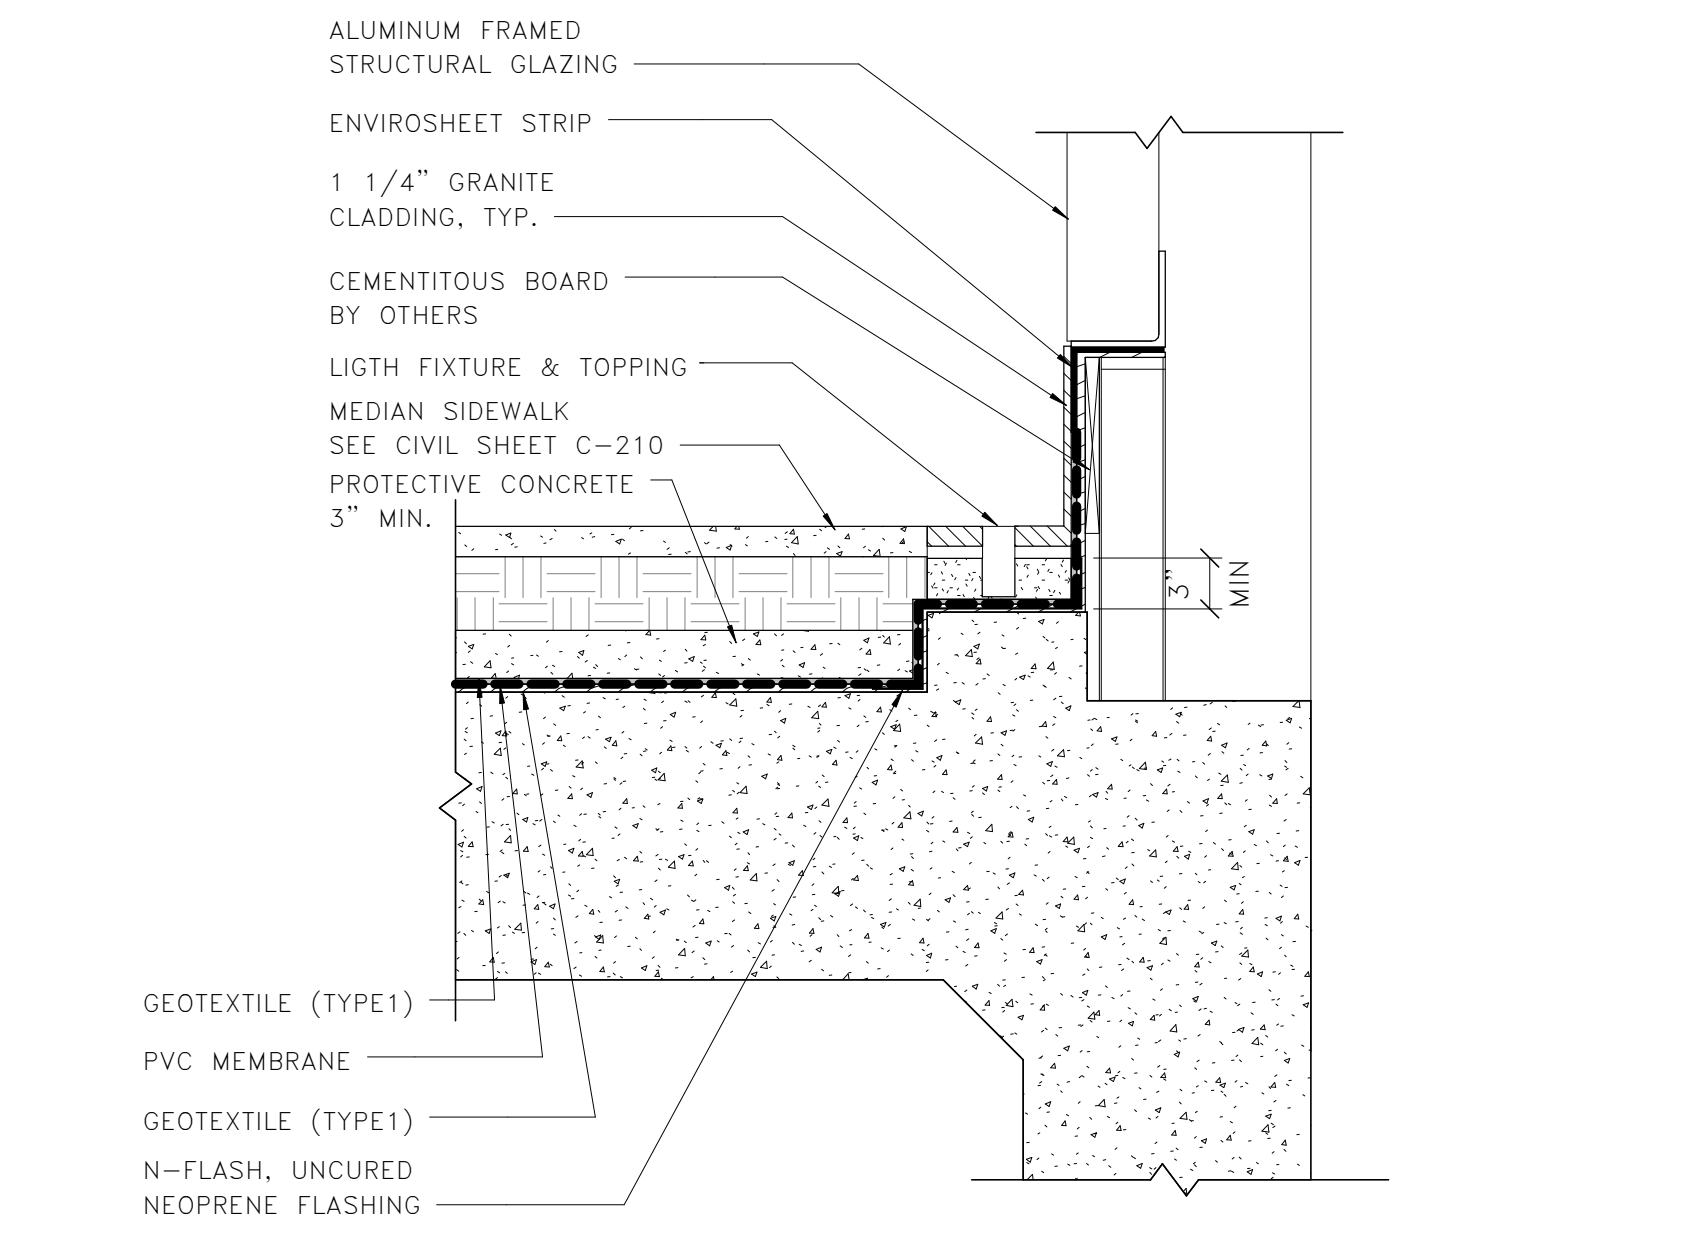 ALUMINUM FRAMED
STRUCTURAL GLAZING
ENVIROSHEET STRIP
1 1/4” GRANITE
CLADDING, TYP.
CEMENTITOUS BOARD
BY OTHERS
LIGTH FIXTURE & TOPPING
MEDIAN SIDEWALK
SEE CIVIL SHEET C-210
PROTECTIVE CONCRETE
3” MIN.
3”
MIN
GEOTEXTILE (TYPE1)
PVC MEMBRANE
GEOTEXTILE (TYPE1)
N-FLASH, UNCURED
NEOPRENE FLASHING